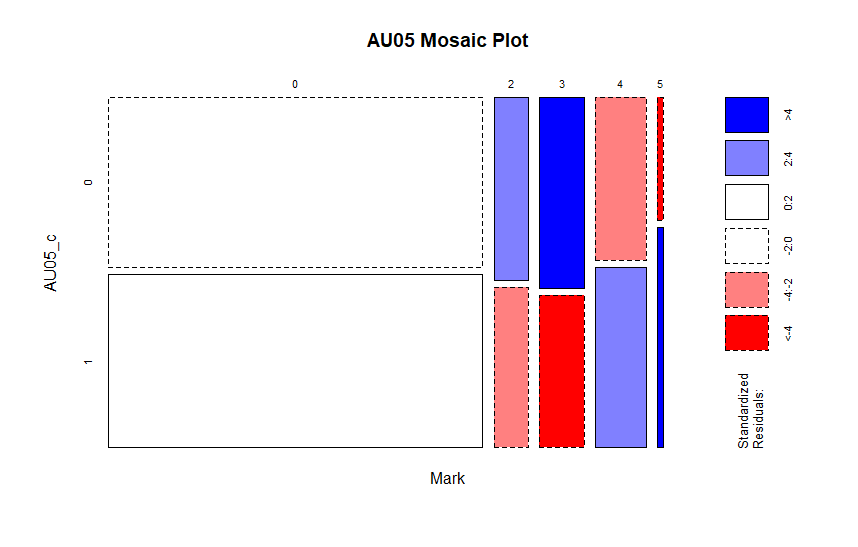 AU05 Mosaic Plot
0 2 3 4 5
0
1
AU05_c
Mark
>4
2:4
0:2
-2:0
-4:-2
<-4
Standardized
Residuals: